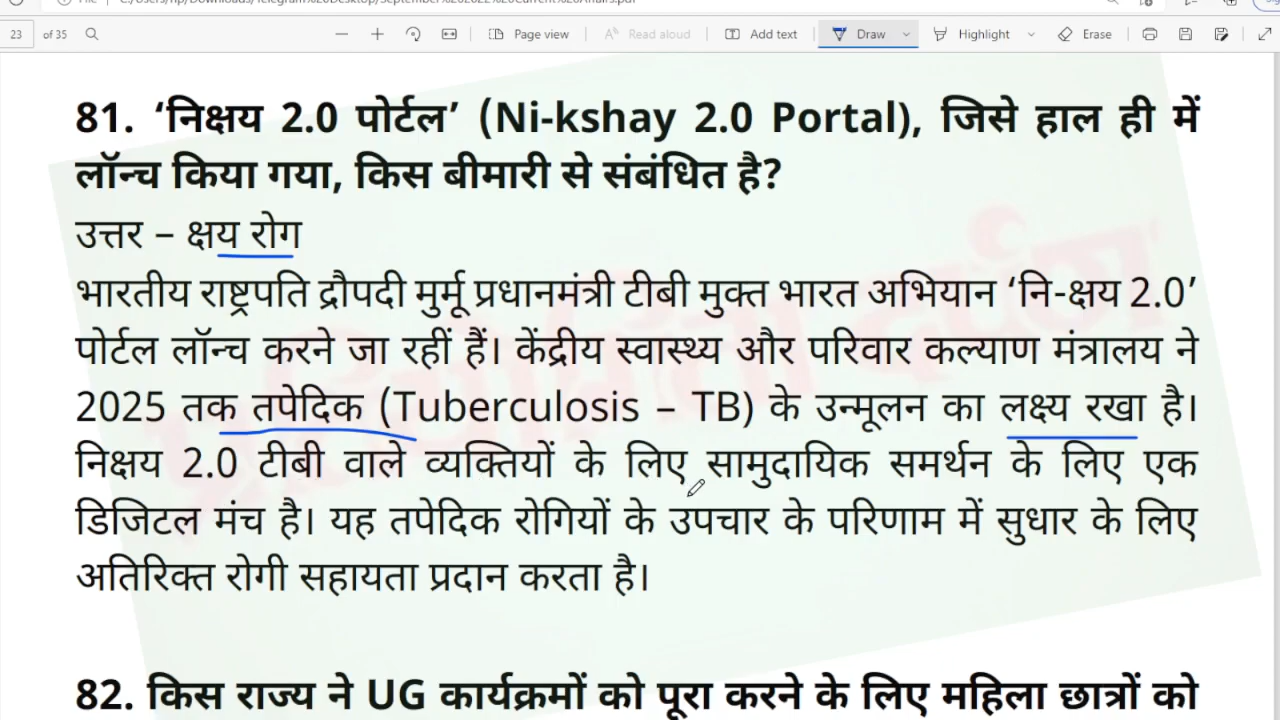 23 of 35 Page view Read aloud Add text Draw Highlight Erase
81. ‘निक्षय 2.0 पोर्टल’ (Ni-kshay 2.0 Portal), जिसे हाल ही में
लॉन्च किया गया, किस बीमारी से संबंधित है?
उत्तर – क्षय रोग
भारतीय राष्ट्रपति द्रौपदी मुर्मू प्रधानमंत्री टीबी मुक्त भारत अभियान ‘नि-क्षय 2.0’
पोर्टल लॉन्च करने जा रहीं हैं। केंद्रीय स्वास्थ्य और परिवार कल्याण मंत्रालय ने
2025 तक तपेदिक (Tuberculosis – TB) के उन्मूलन का लक्ष्य रखा है।
निक्षय 2.0 टीबी वाले व्यक्तियों के लिए सामुदायिक समर्थन के लिए एक
डिजिटल मंच है। यह तपेदिक रोगियों के उपचार के परिणाम में सुधार के लिए
अतिरिक्त रोगी सहायता प्रदान करता है।
82. किस राज्य ने UG कार्यक्रमों को पूरा करने के लिए महिला छात्रों को